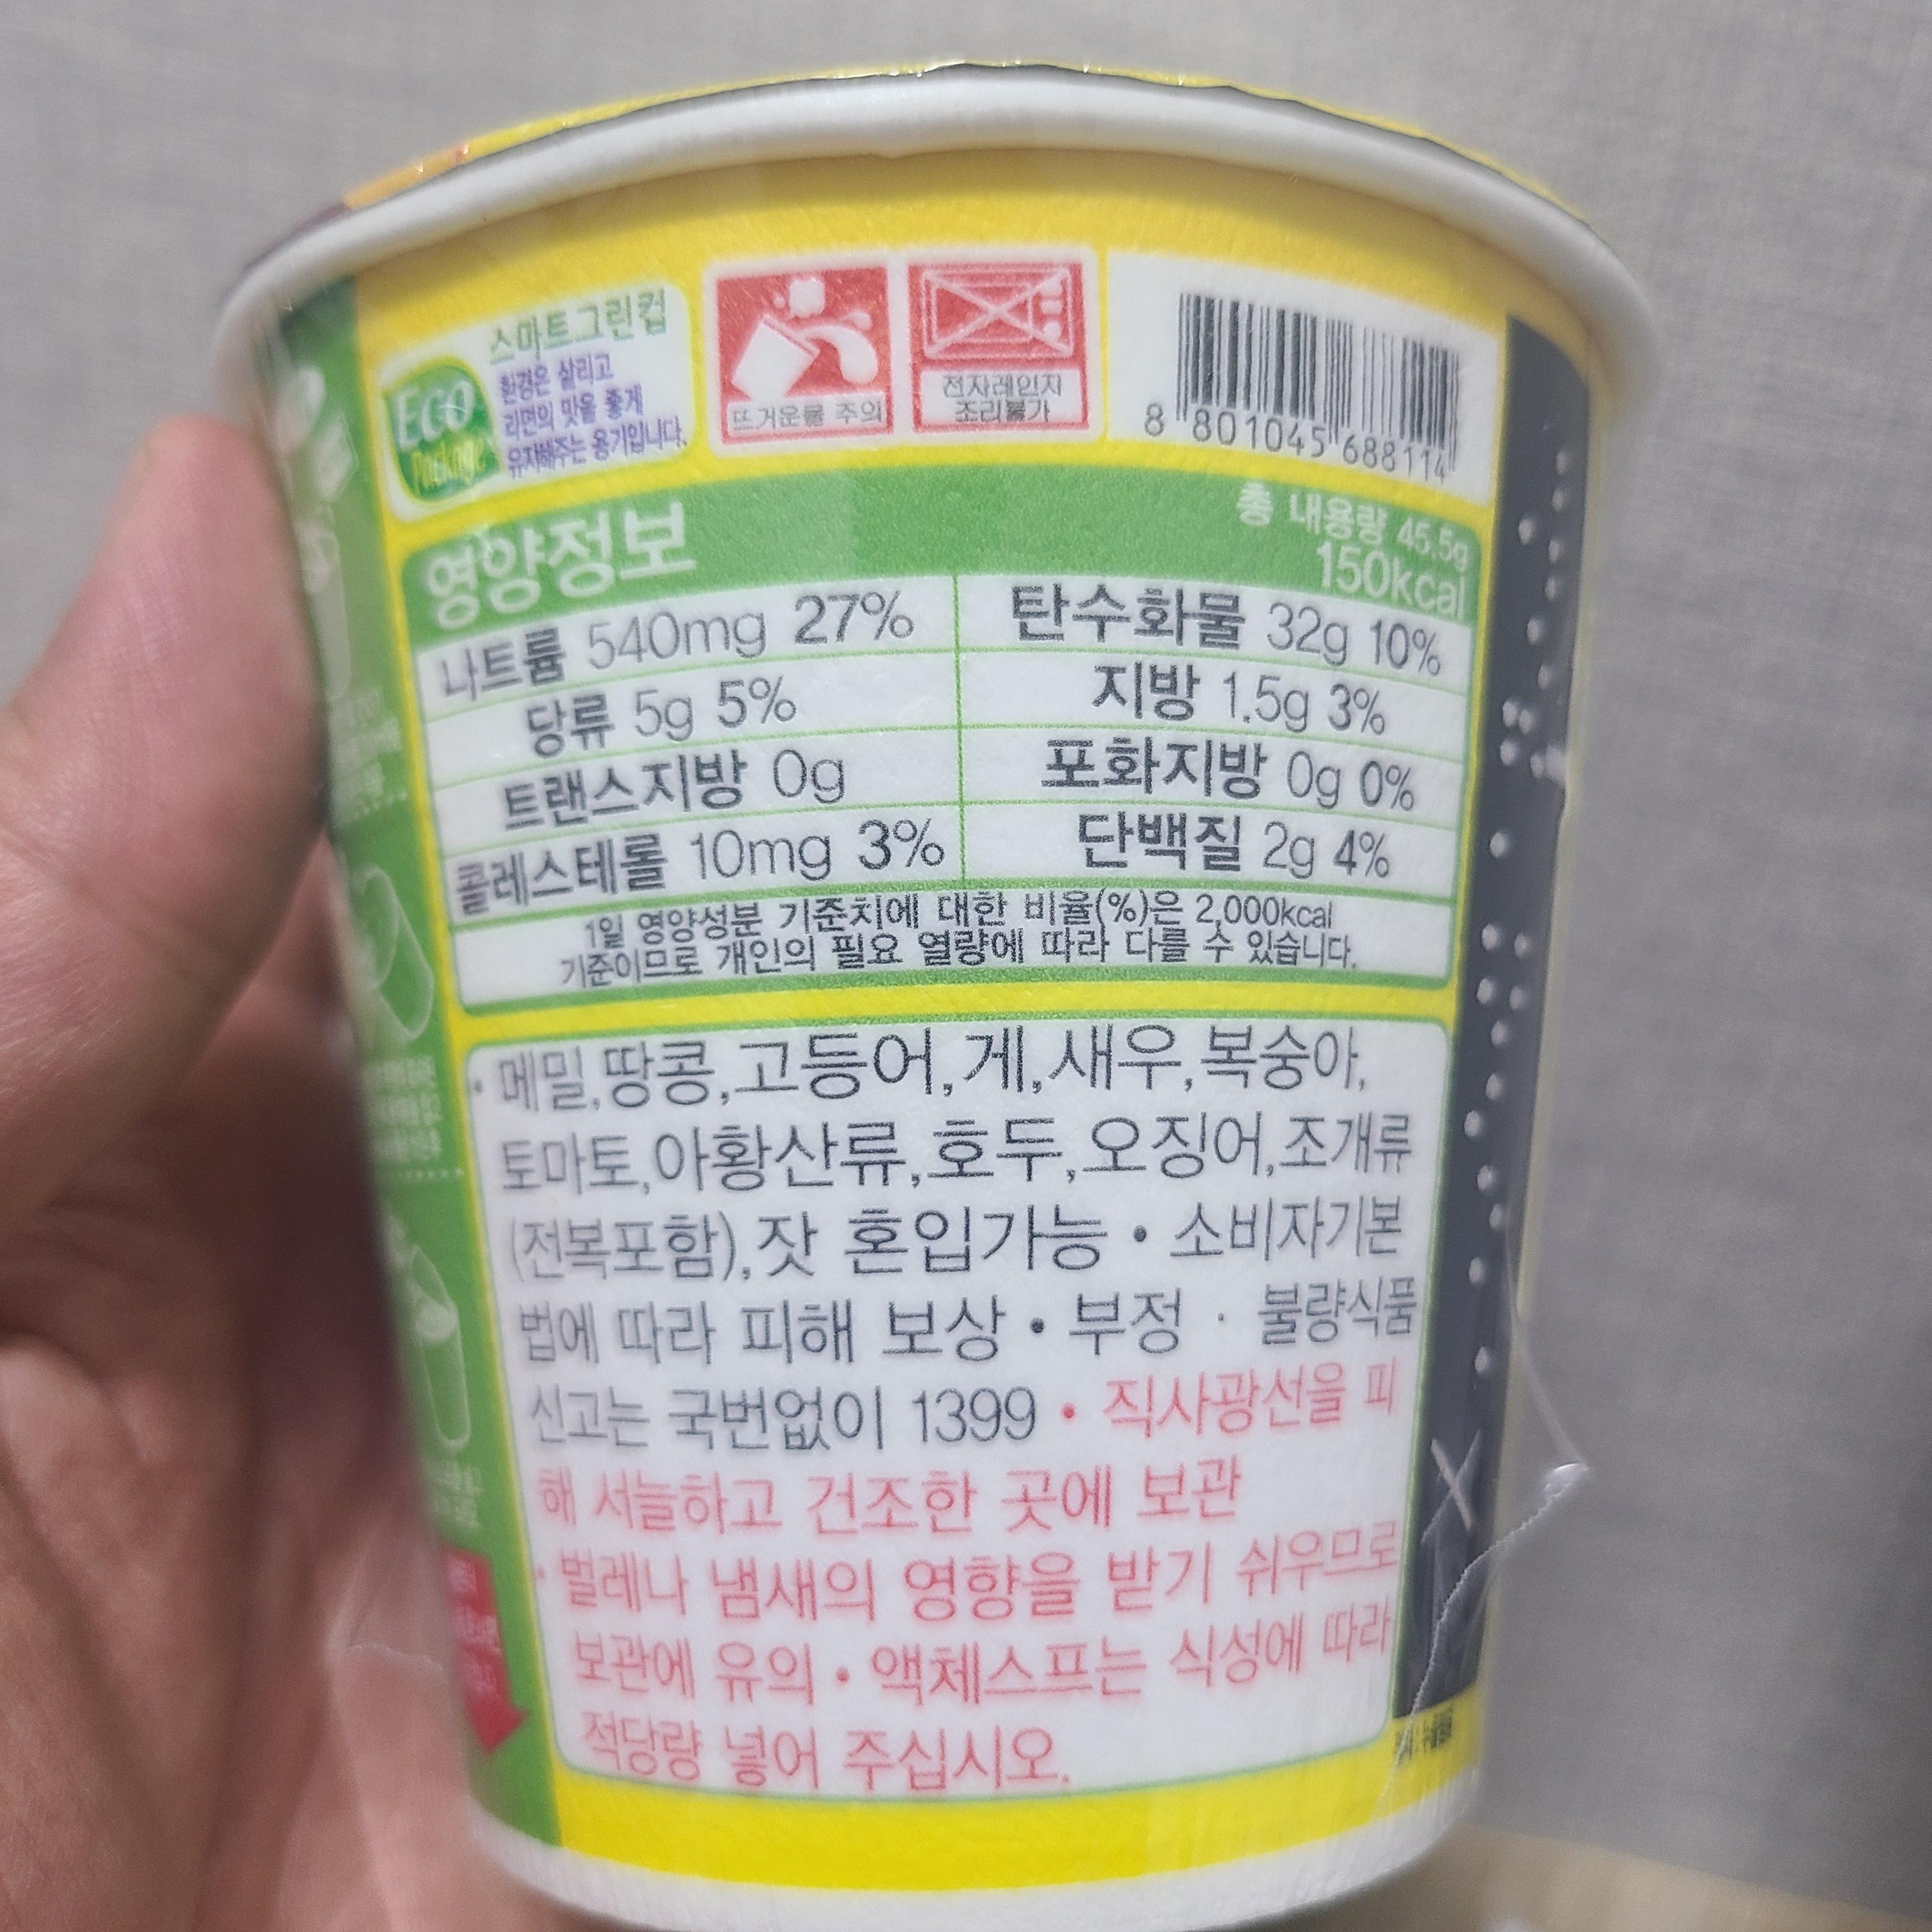 스마트그린컵
ECO
Package
환경은 살리고
라면의 맛을 좋게
유지해주는 용기입니다.
뜨거운물 주의
전자레인지
조리불가
8 801045 688114
영양정보
총 내용량 45.5g
150kcal
나트륨 540mg 27%
탄수화물 32g 10%
당류 5g 5%
지방 1.5g 3%
트랜스지방 0g
포화지방 0g 0%
콜레스테롤 10mg 3%
단백질 2g 4%
1일 영양성분 기준치에 대한 비율(%)은 2,000kcal
기준이므로 개인의 필요 열량에 따라 다를 수 있습니다.
• 메밀,땅콩,고등어,게,새우,복숭아,
토마토,아황산류,호두,오징어,조개류
(전복포함),잣 혼입가능 • 소비자기본
법에 따라 피해 보상 • 부정 · 불량식품
신고는 국번없이 1399 • 직사광선을 피
해 서늘하고 건조한 곳에 보관
• 벌레나 냄새의 영향을 받기 쉬우므로
보관에 유의 • 액체스프는 식성에 따라
적당량 넣어 주십시오.